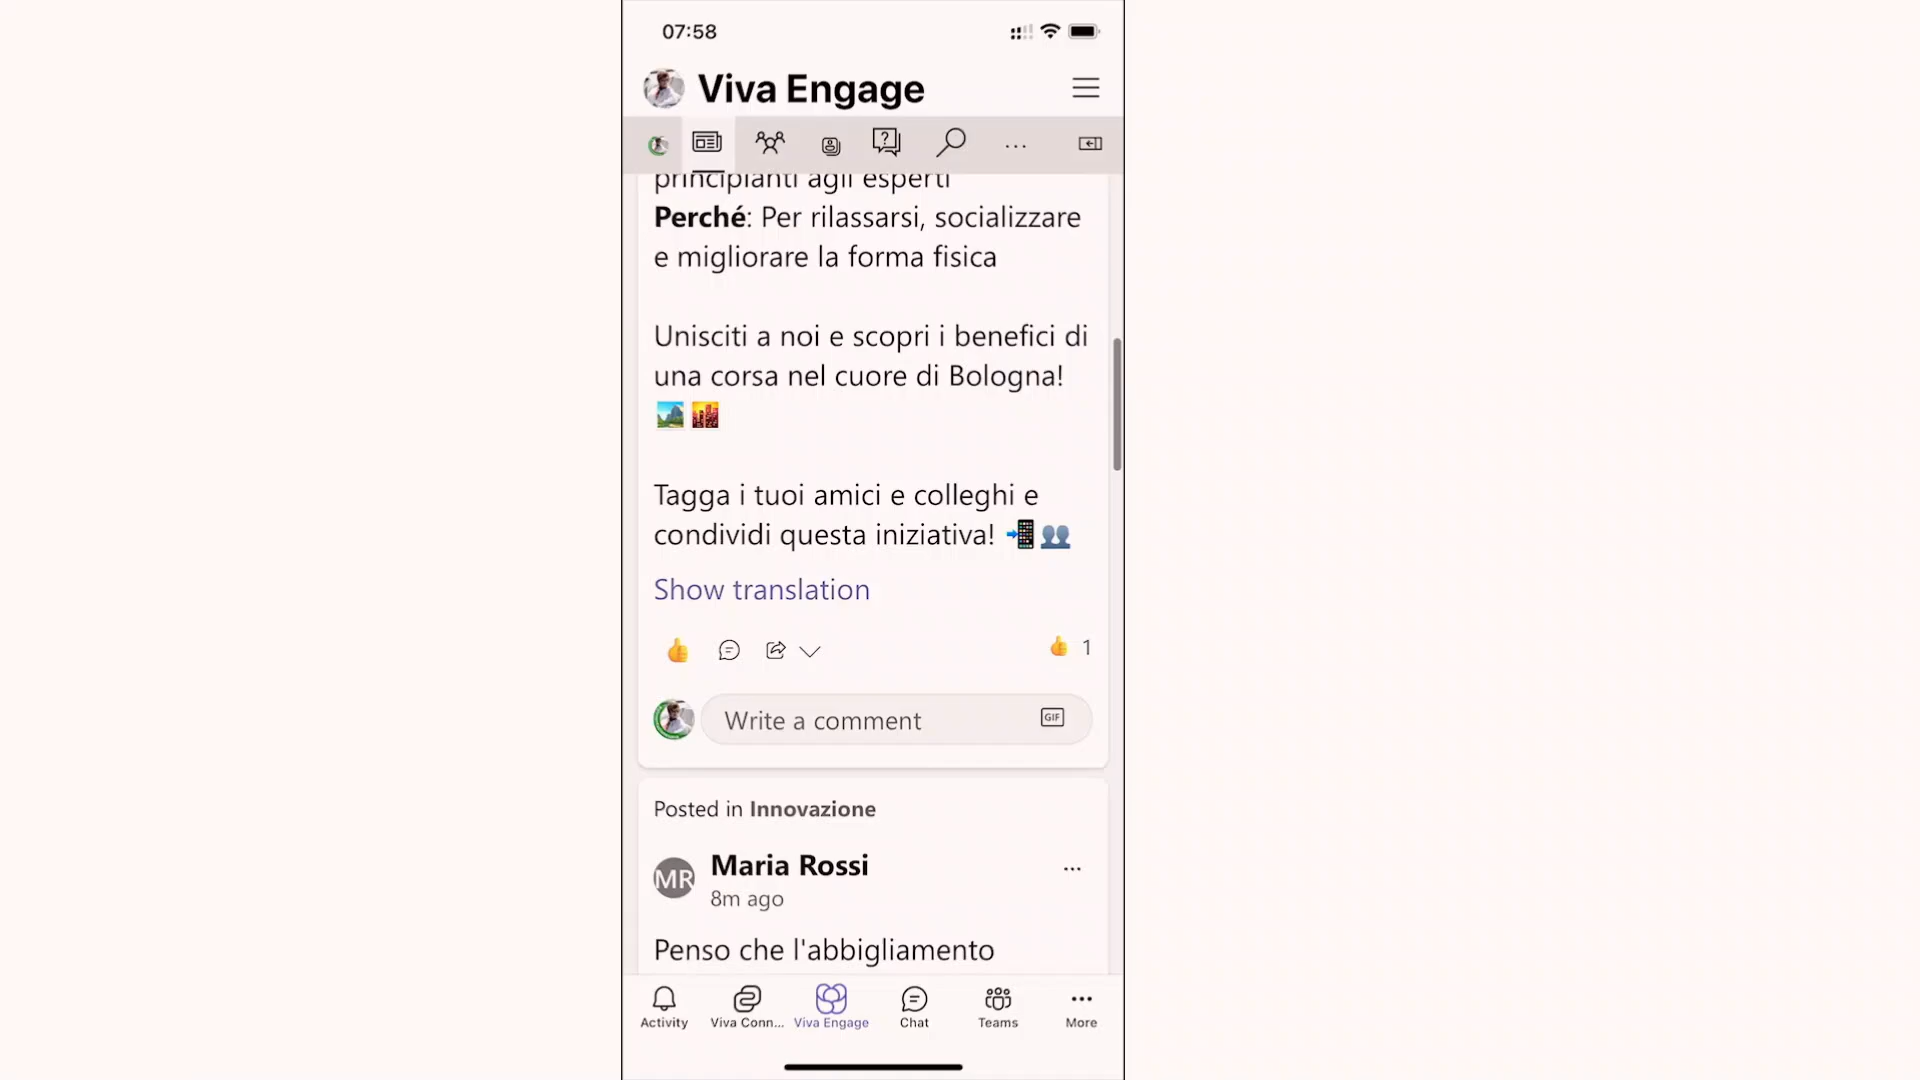 07:58
Viva Engage
principianti agli esperti
Perché: Per rilassarsi, socializzare
e migliorare la forma fisica
Unisciti a noi e scopri i benefici di
una corsa nel cuore di Bologna!
Tagga i tuoi amici e colleghi e
condividi questa iniziativa!
Show translation
1
Write a comment
GIF
Posted in Innovazione
MR
Maria Rossi
8m ago
Penso che l'abbigliamento
Activity
Viva Conn...
Viva Engage
Chat
Teams
More